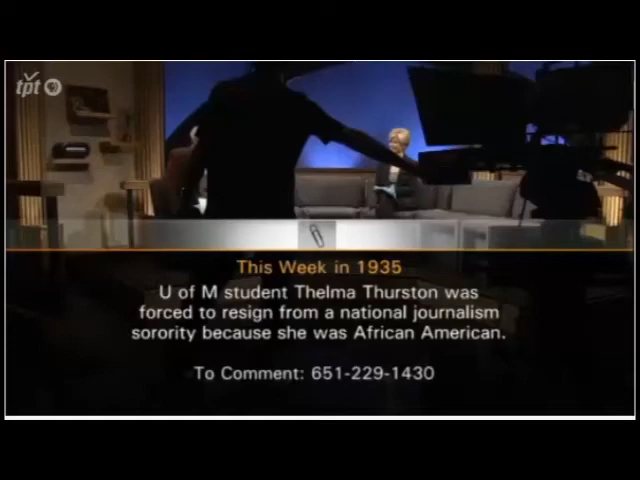 tpt
This Week in 1935
U of M student Thelma Thurston was
forced to resign from a national journalism
sorority because she was African American.
To Comment: 651-229-1430